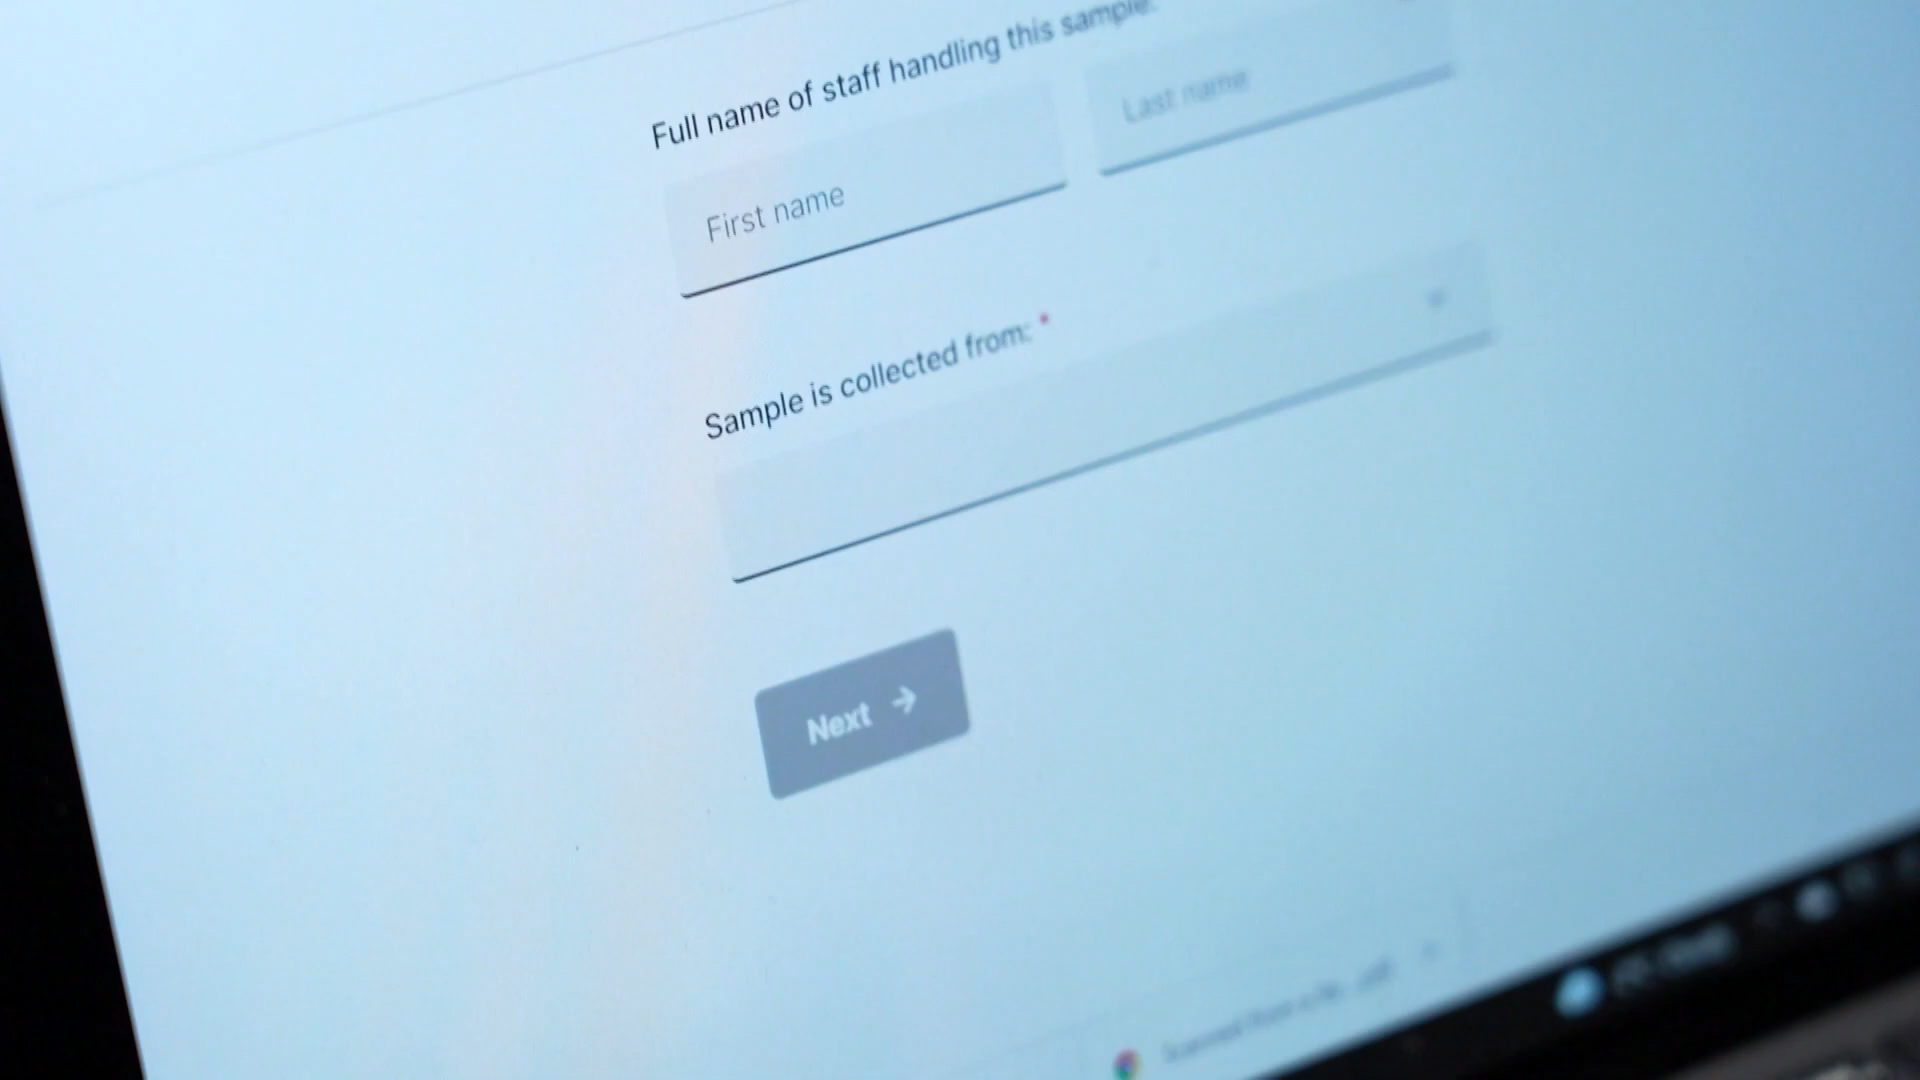 Full name of staff handling this sample:
First name
Last name
Sample is collected from: *
Next →